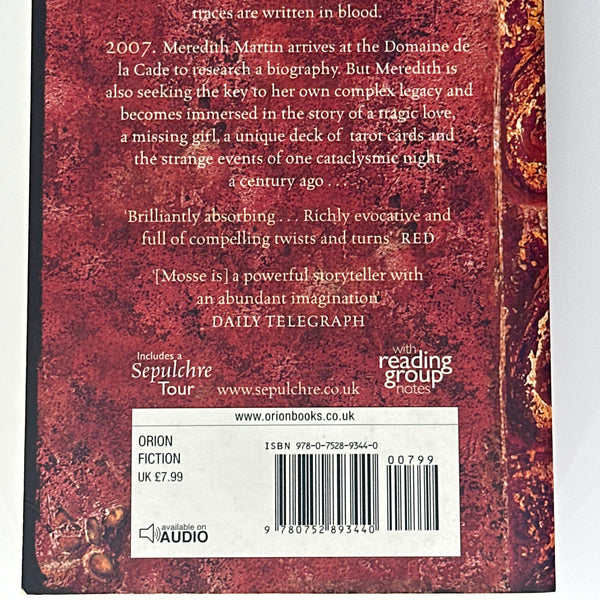 traces are written in blood.
2007. Meredith Martin arrives at the Domaine de
la Cade to research a biography. But Meredith is
also seeking the key to her own complex legacy and
becomes immersed in the story of a tragic love,
a missing girl, a unique deck of tarot cards and
the strange events of one cataclysmic night
a century ago . . .
'Brilliantly absorbing . . . Richly evocative and
full of compelling twists and turns' RED
'[Mosse is] a powerful storyteller with
an abundant imagination'
DAILY TELEGRAPH
Includes a
Sepulchre
Tour
www.sepulchre.co.uk
with
reading
group
notes
www.orionbooks.co.uk
ORION
FICTION
UK £7.99
available on
AUDIO
ISBN 978-0-7528-9344-0
00799
9 780752 893440